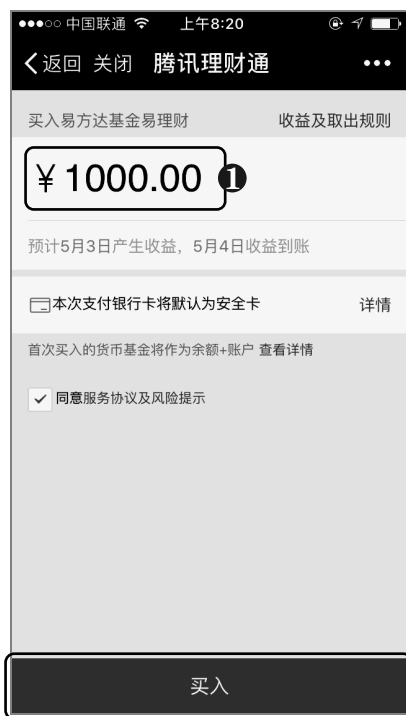 中国联通 上午8:20
返回 关闭 腾讯理财通
买入易方达基金易理财 收益及取出规则
¥1000.00 ❶
预计5月3日产生收益，5月4日收益到账
本次支付银行卡将默认为安全卡 详情
首次买入的货币基金将作为余额+账户 查看详情
同意服务协议及风险提示
买入